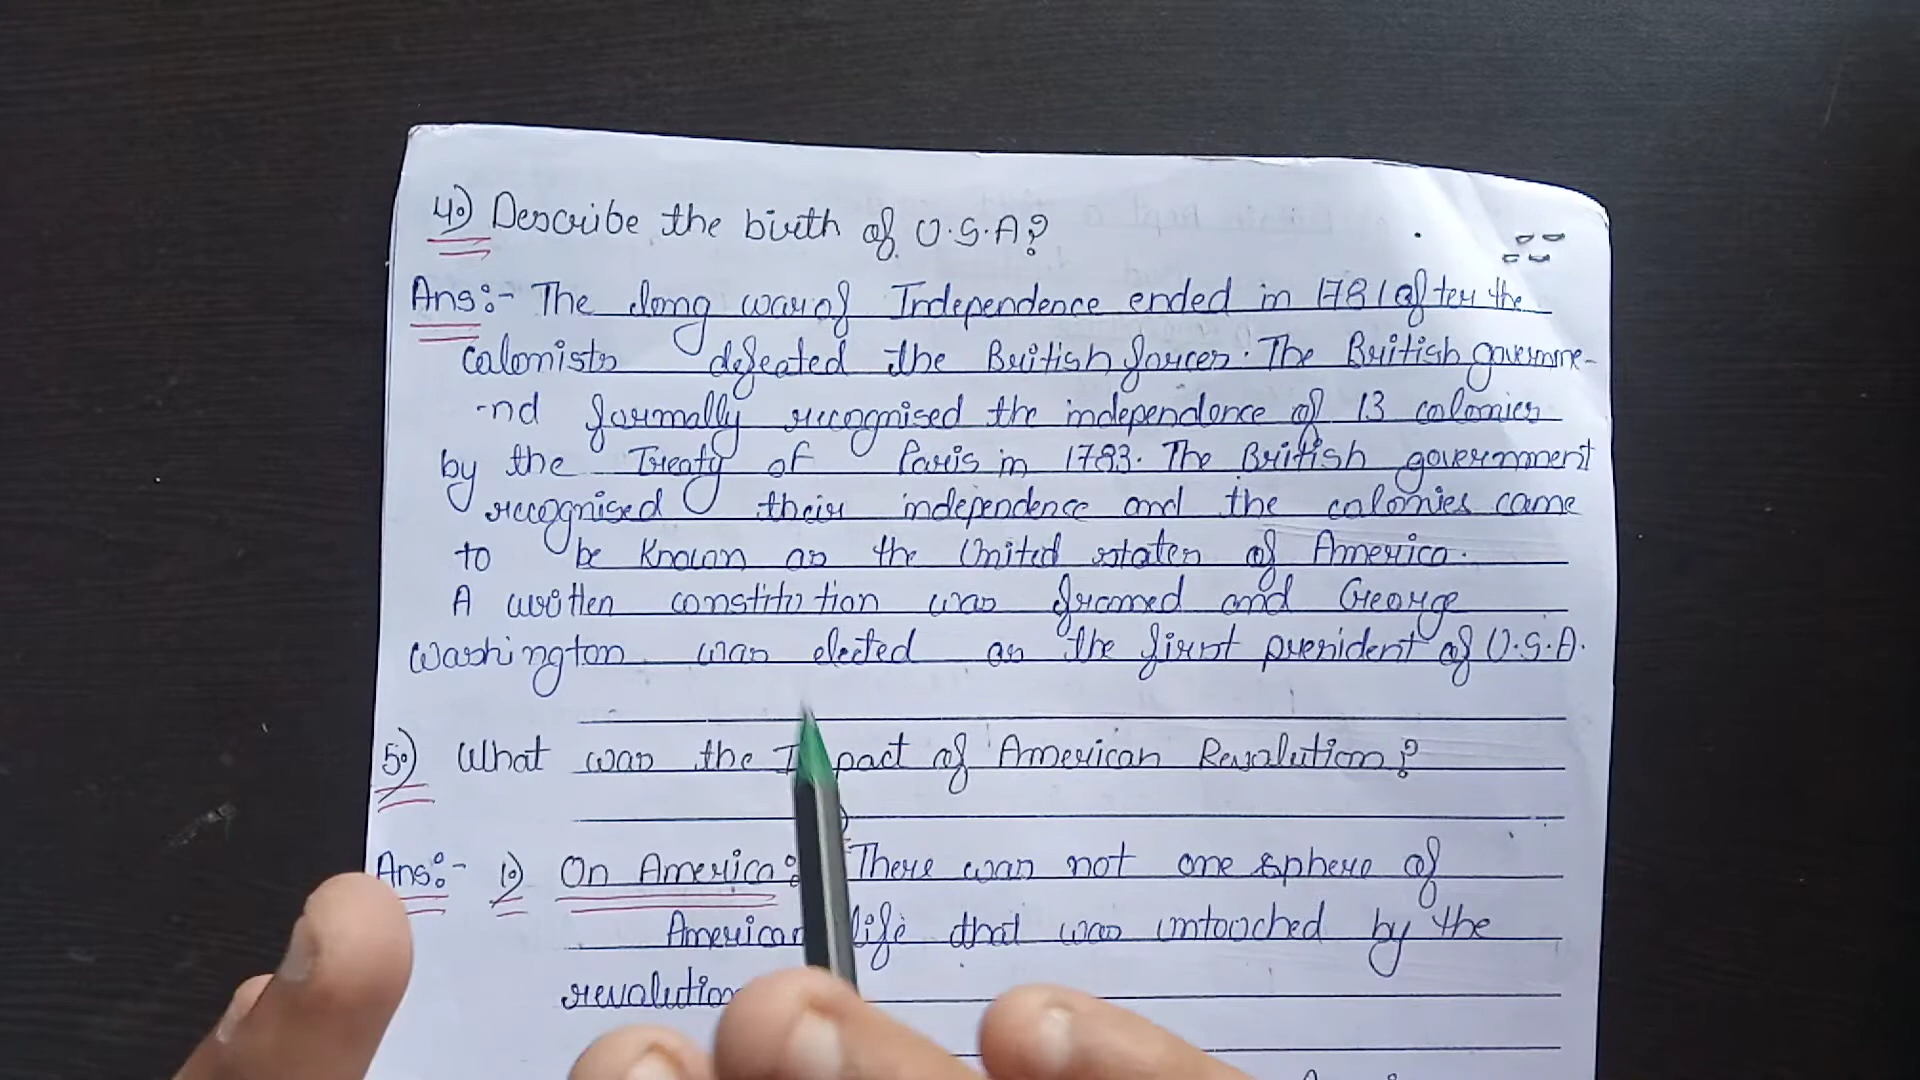 4) Describe the birth of U.S.A?
Ans:- The long war of Independence ended in 1781 after the
colonists defeated the British forces. The British governme-
-nd formally recognised the independence of 13 colonies
by the Treaty of Paris in 1783. The British government
recognised their independence and the colonies came
to be known as the United states of America.
A written constitution was framed and George
Washington was elected as the first president of U.S.A.
5) What was the pact of American Revolution?
Ans:- 1) On America: There was not one sphere of
American life that was untouched by the
revolution